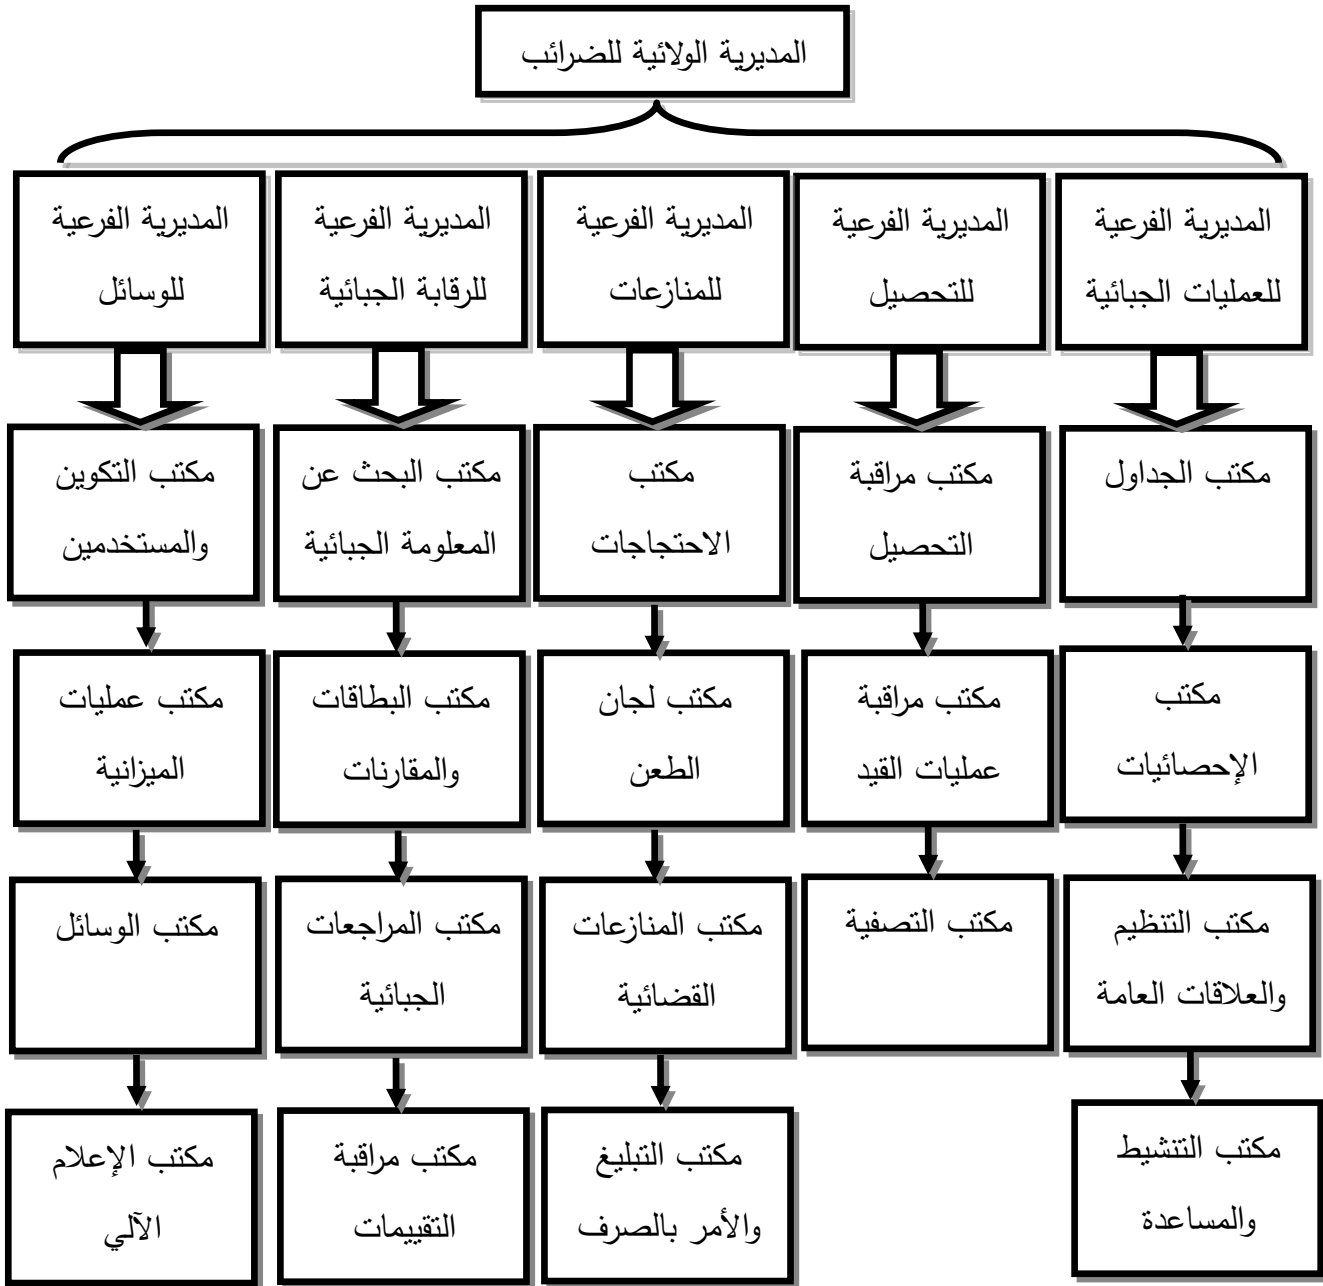 المديرية الولائية للضرائب
المديرية الفرعية
للعمليات الجبائية
المديرية الفرعية
للتحصيل
المديرية الفرعية
للمنازعات
المديرية الفرعية
للرقابة الجبائية
المديرية الفرعية
للوسائل
مكتب الجداول
مكتب مراقبة
التحصيل
مكتب
الاحتجاجات
مكتب البحث عن
المعلومة الجبائية
مكتب التكوين
والمستخدمين
مكتب
الإحصائيات
مكتب مراقبة
عمليات القيد
مكتب لجان
الطعن
مكتب البطاقات
والمقارنات
مكتب عمليات
الميزانية
مكتب التنظيم
والعلاقات العامة
مكتب التصفية
مكتب المنازعات
القضائية
مكتب المراجعات
الجبائية
مكتب الوسائل
مكتب التنشيط
والمساعدة
مكتب التبليغ
والأمر بالصرف
مكتب مراقبة
التقييمات
مكتب الإعلام
الآلي